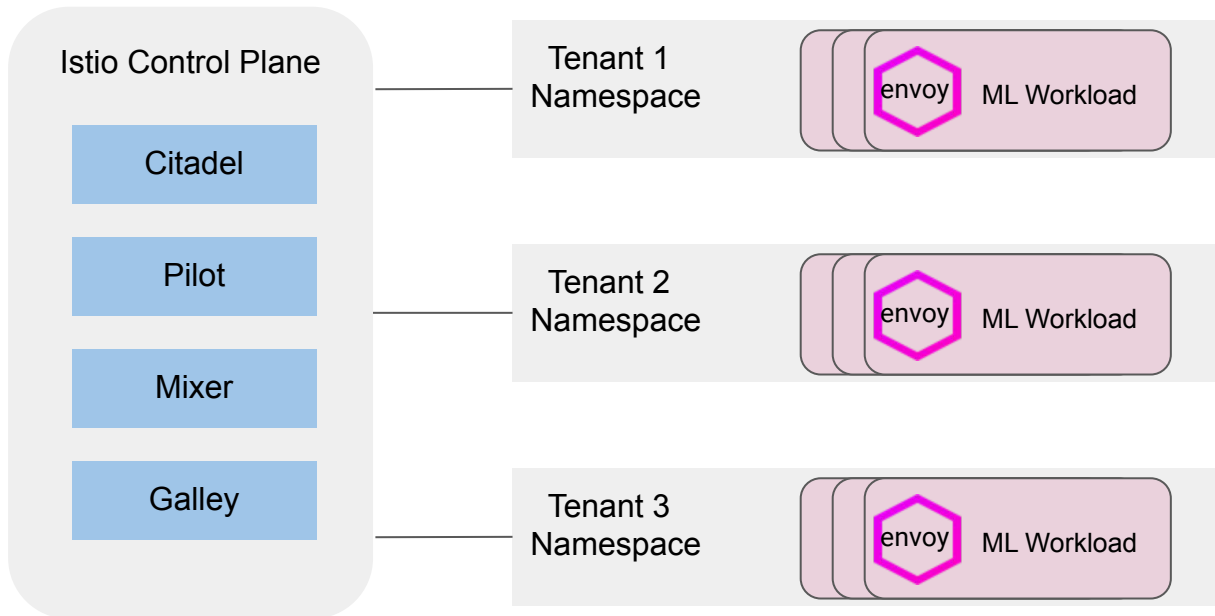 Istio Control Plane
Citadel
Pilot
Mixer
Galley
Tenant 1
Namespace
envoy
ML Workload
Tenant 2
Namespace
envoy
ML Workload
Tenant 3
Namespace
envoy
ML Workload